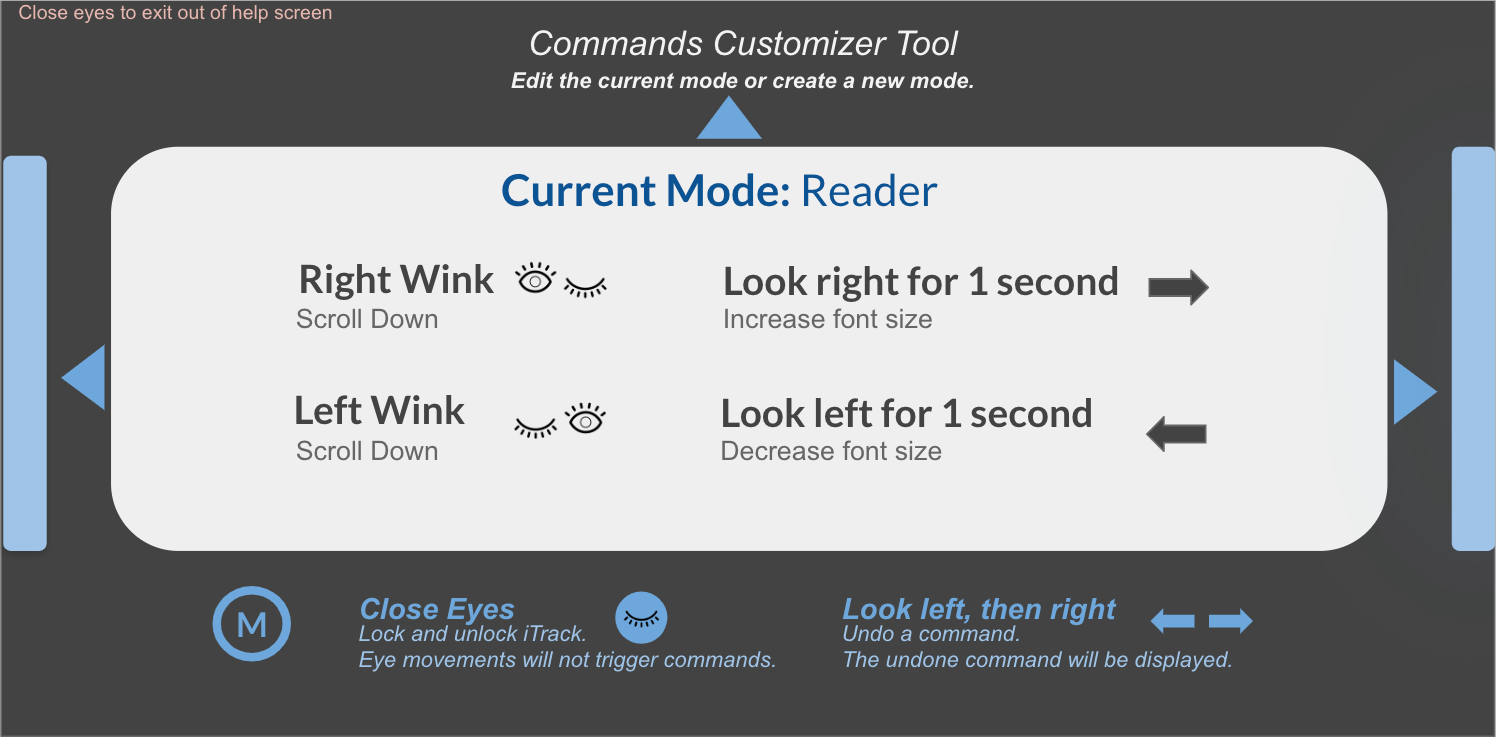 Close eyes to exit out of help screen
Commands Customizer Tool
Edit the current mode or create a new mode.
Current Mode: Reader
Right Wink
Scroll Down
Look right for 1 second
Increase font size
Left Wink
Scroll Down
Look left for 1 second
Decrease font size
M
Close Eyes
Lock and unlock iTrack.
Eye movements will not trigger commands.
Look left, then right
Undo a command.
The undone command will be displayed.